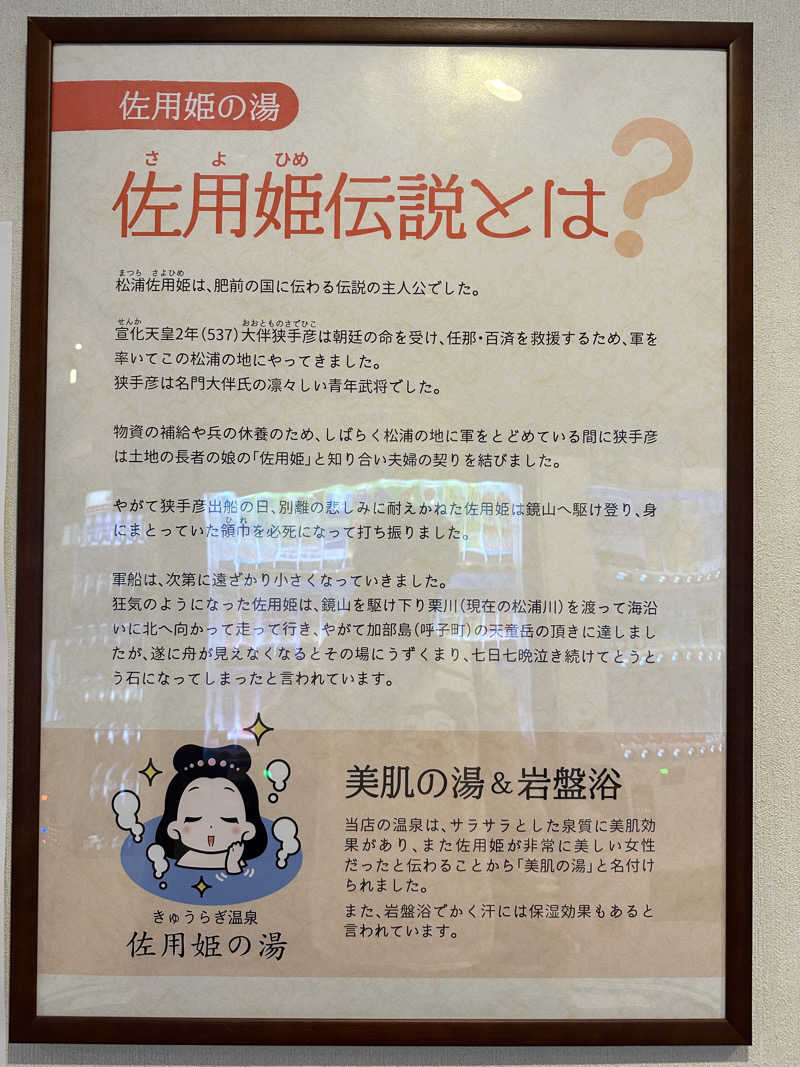 佐用姫の湯
さ よ ひめ
佐用姫伝説とは?
まつら さよひめ
松浦佐用姫は、肥前の国に伝わる伝説の主人公でした。
せんか おおとものさでひこ
宣化天皇2年(537)大伴狭手彦は朝廷の命を受け、任那・百済を救援するため、軍を
率いてこの松浦の地にやってきました。
狭手彦は名門大伴氏の凛々しい青年武将でした。
物資の補給や兵の休養のため、しばらく松浦の地に軍をとどめている間に狭手彦
は土地の長者の娘の「佐用姫」と知り合い夫婦の契りを結びました。
やがて狭手彦出船の日、別離の悲しみに耐えかねた佐用姫は鏡山へ駆け登り、身
ひれ
にまとっていた領巾を必死になって打ち振りました。
軍船は、次第に遠ざかり小さくなっていきました。
狂気のようになった佐用姫は、鏡山を駆け下り栗川(現在の松浦川)を渡って海沿
いに北へ向かって走って行き、やがて加部島(呼子町)の天童岳の頂きに達しまし
たが、遂に舟が見えなくなるとその場にうずくまり、七日七晩泣き続けてとうと
う石になってしまったと言われています。
美肌の湯&岩盤浴
当店の温泉は、サラサラとした泉質に美肌効
果があり、また佐用姫が非常に美しい女性
だったと伝わることから「美肌の湯」と名付け
られました。
また、岩盤浴でかく汗には保湿効果もあると
言われています。
きゅうらぎ温泉
佐用姫の湯